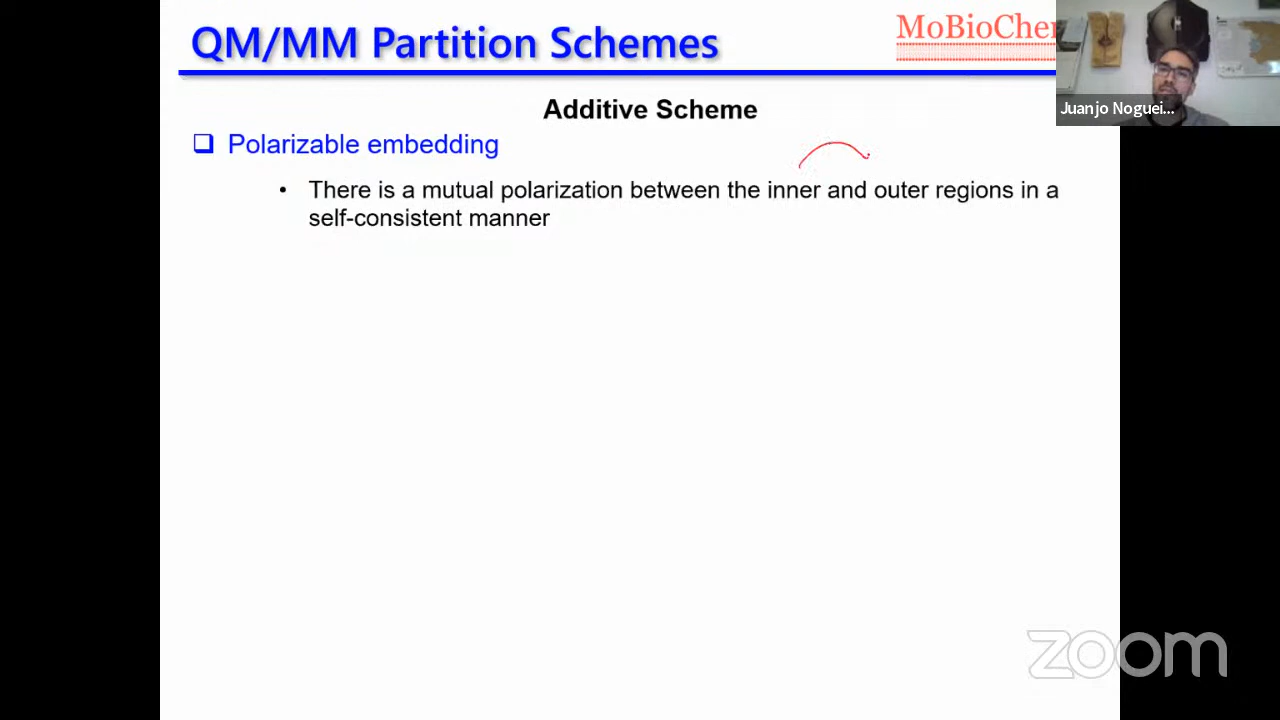 QM/MM Partition Schemes
MoBioChe
Juanjo Noguei...
Additive Scheme
Polarizable embedding
• There is a mutual polarization between the inner and outer regions in a
self-consistent manner
zoom